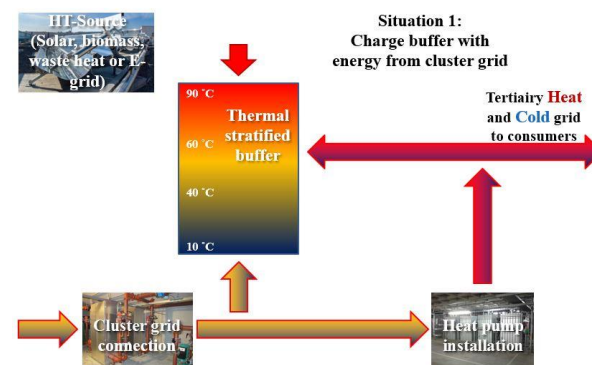 HT-Source
(Solar, biomass,
waste heat or E-
grid)
Situation 1:
Charge buffer with
energy from cluster grid
90 ˚C
Thermal
stratified
buffer
60 ˚C
40 ˚C
10 ˚C
Tertiairy Heat
and Cold grid
to consumers
Cluster grid
connection
Heat pump
installation